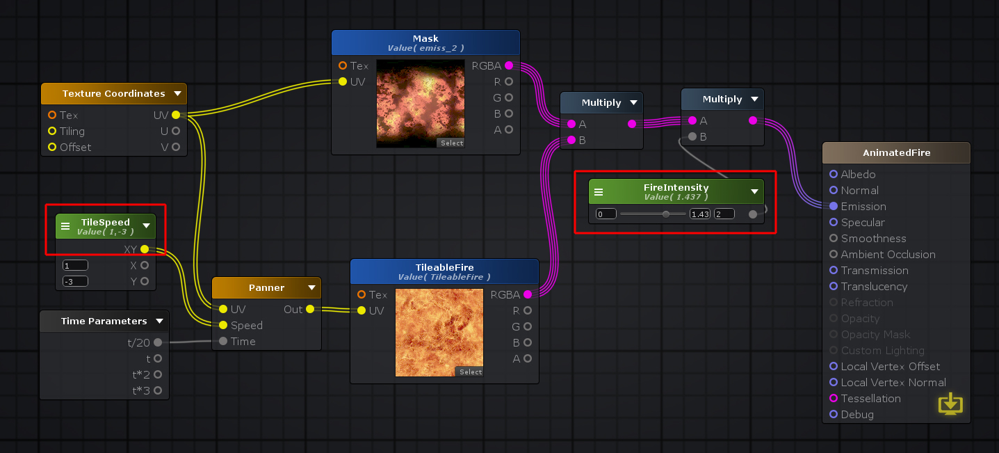 Texture Coordinates
Tex UV
Tiling U
Offset V
TileSpeed
Value( 1,-3 )
XY
1 X
-3 Y
Time Parameters
t/20
t
t*2
t*3
Panner
UV Out
Speed
Time
Mask
Value( emiss_2 )
Tex RGBA
UV R
G
B
A
Select
TileableFire
Value( TileableFire )
Tex RGBA
UV R
G
B
A
Select
Multiply
A
B
Multiply
A
B
FireIntensity
Value( 1.437 )
0 1.43 2
AnimatedFire
Albedo
Normal
Emission
Specular
Smoothness
Ambient Occlusion
Transmission
Translucency
Refraction
Opacity
Opacity Mask
Custom Lighting
Local Vertex Offset
Local Vertex Normal
Tessellation
Debug